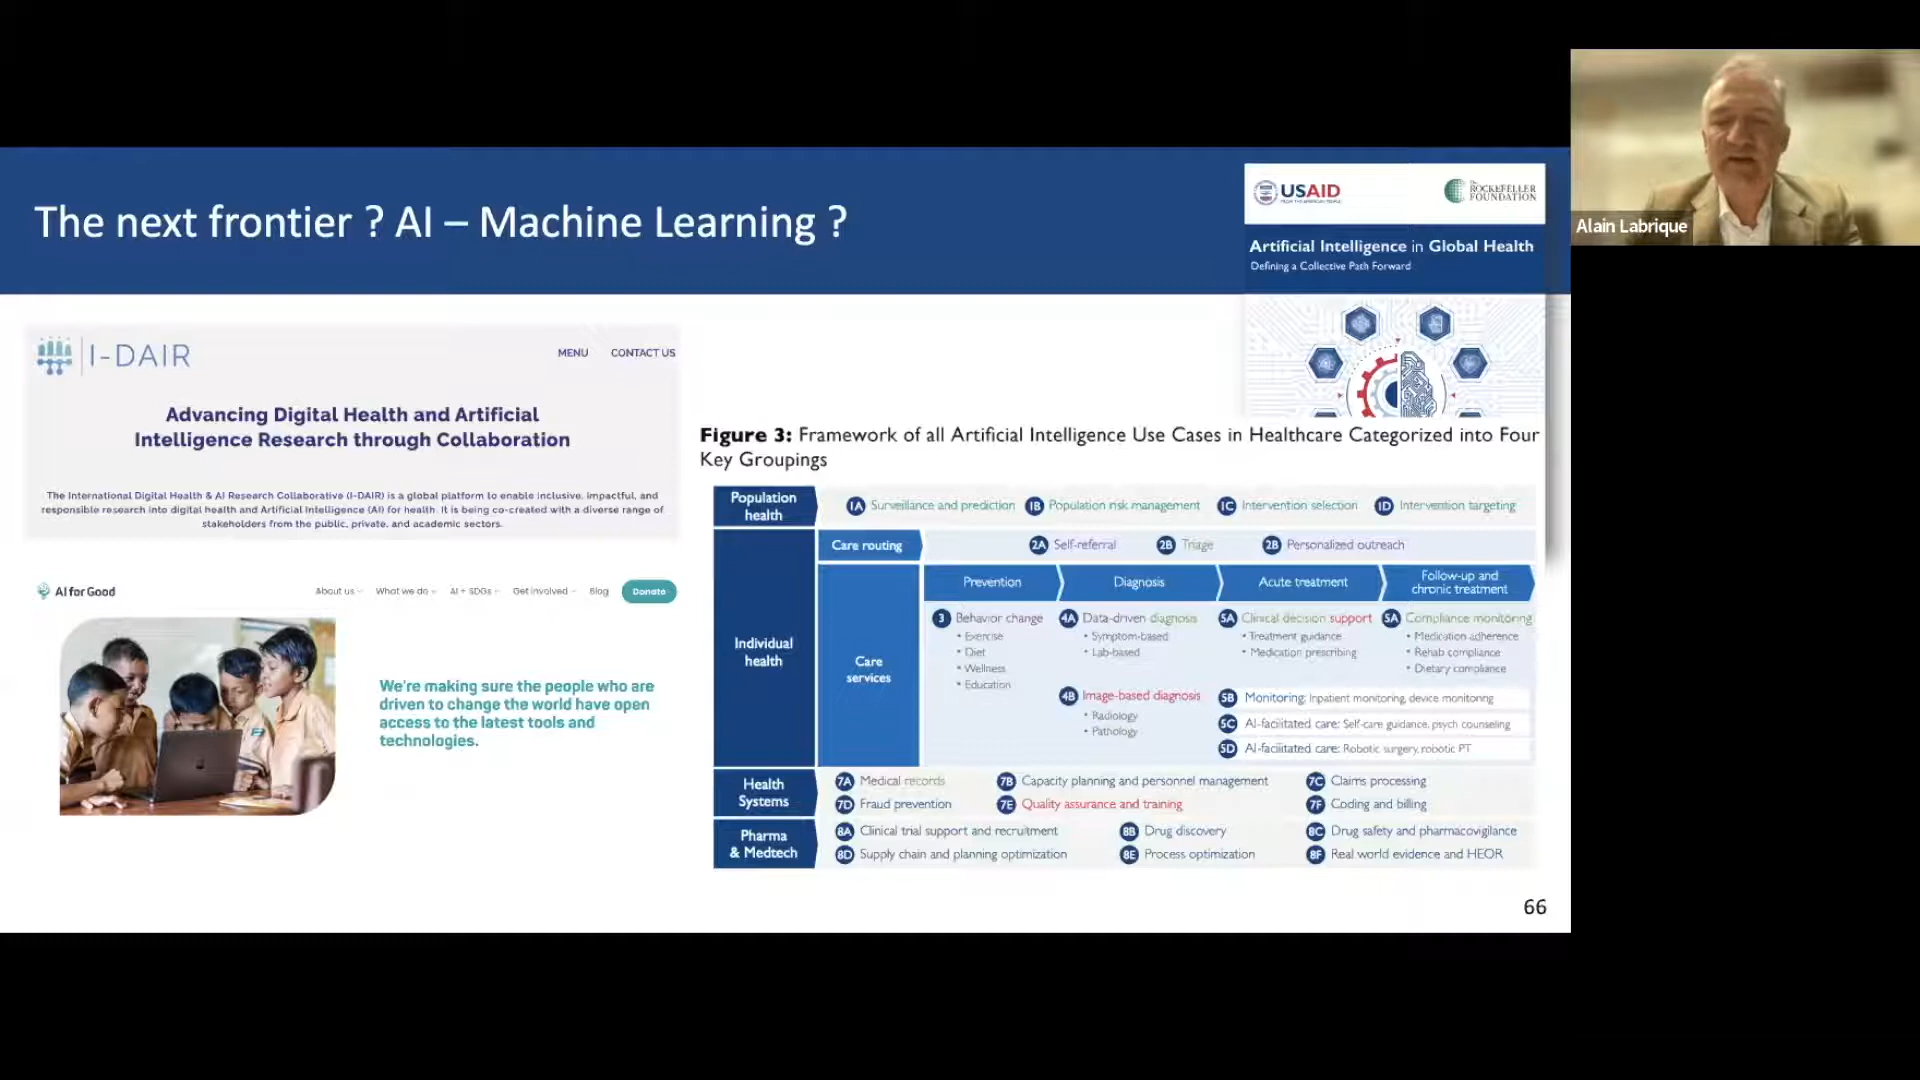 The next frontier ? AI – Machine Learning ?
USAID
FROM THE AMERICAN PEOPLE
The
ROCKEFELLER
FOUNDATION
Artificial Intelligence in Global Health
Defining a Collective Path Forward
Alain Labrique
I-DAIR
MENU CONTACT US
Advancing Digital Health and Artificial
Intelligence Research through Collaboration
The International Digital Health & AI Research Collaborative (I-DAIR) is a global platform to enable inclusive, impactful, and
responsible research into digital health and Artificial Intelligence (AI) for health. It is being co-created with a diverse range of
stakeholders from the public, private, and academic sectors.
AI for Good
About us What we do AI + SDGs Get involved Blog Donate
We're making sure the people who are
driven to change the world have open
access to the latest tools and
technologies.
Figure 3: Framework of all Artificial Intelligence Use Cases in Healthcare Categorized into Four
Key Groupings
Population
health
1A Surveillance and prediction 1B Population risk management 1C Intervention selection 1D Intervention targeting
Individual
health
Care routing
2A Self-referral 2B Triage 2B Personalized outreach
Care
services
Prevention
Diagnosis
Acute treatment
Follow-up and
chronic treatment
3 Behavior change
• Exercise
• Diet
• Wellness
• Education
4A Data-driven diagnosis
• Symptom-based
• Lab-based
4B Image-based diagnosis
• Radiology
• Pathology
5A Clinical decision support
• Treatment guidance
• Medication prescribing
5A Compliance monitoring
• Medication adherence
• Rehab compliance
• Dietary compliance
5B Monitoring: Inpatient monitoring, device monitoring
5C AI-facilitated care: Self-care guidance, psych counseling
5D AI-facilitated care: Robotic surgery, robotic PT
Health
Systems
7A Medical records 7B Capacity planning and personnel management 7C Claims processing
7D Fraud prevention 7E Quality assurance and training 7F Coding and billing
Pharma
& Medtech
8A Clinical trial support and recruitment 8B Drug discovery 8C Drug safety and pharmacovigilance
8D Supply chain and planning optimization 8E Process optimization 8F Real world evidence and HEOR
66